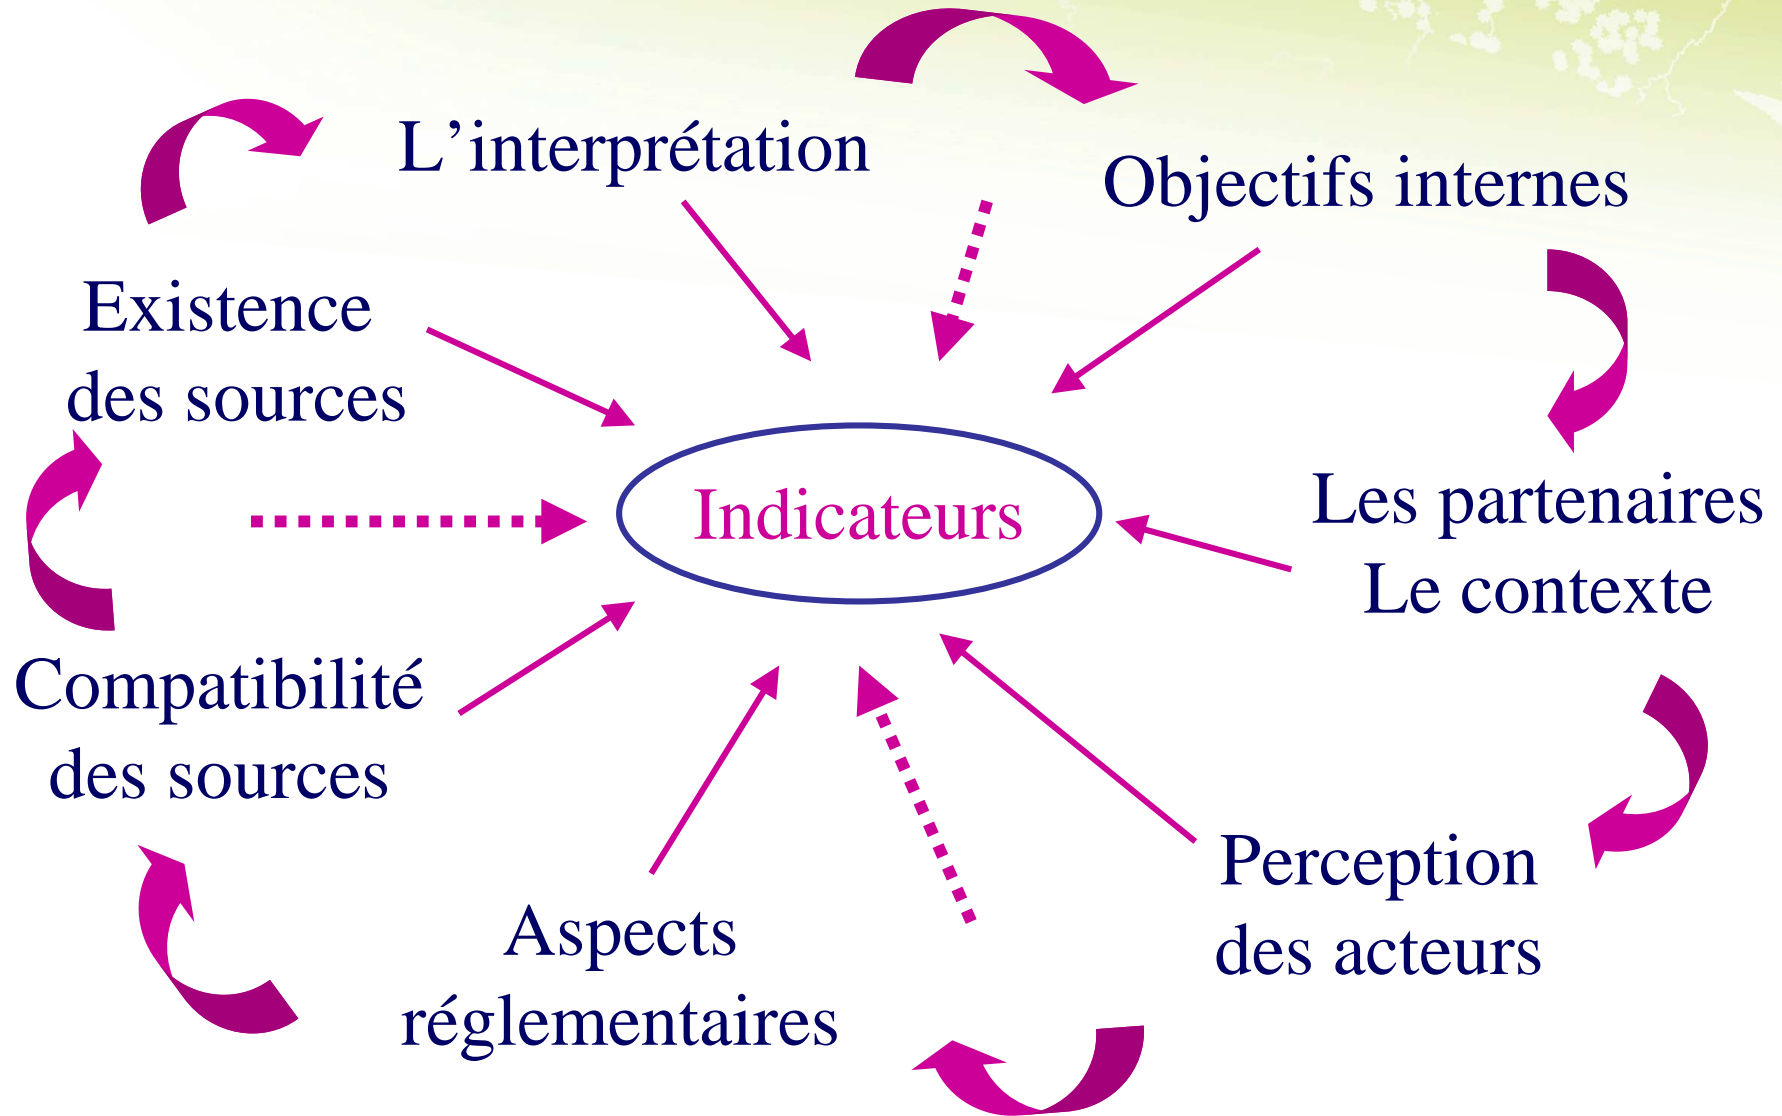 L’interprétation
Objectifs internes
Existence
des sources
Indicateurs
Les partenaires
Le contexte
Compatibilité
des sources
Perception
des acteurs
Aspects
réglementaires